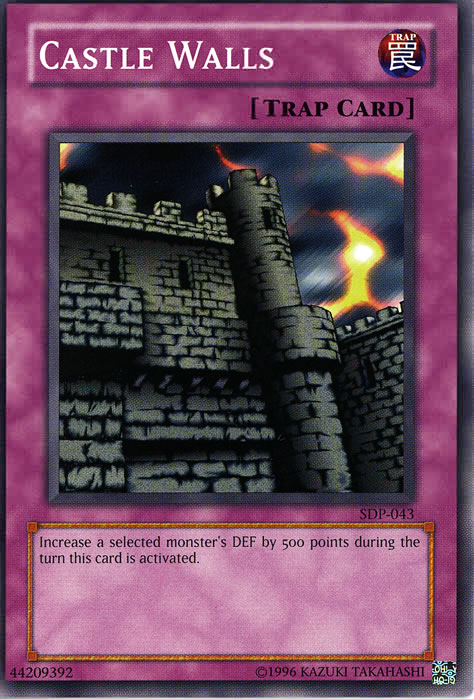 CASTLE WALLS
TRAP
罠
[TRAP CARD]
SDP-043
Increase a selected monster's DEF by 500 points during the
turn this card is activated.
44209392
©1996 KAZUKI TAKAHASHI